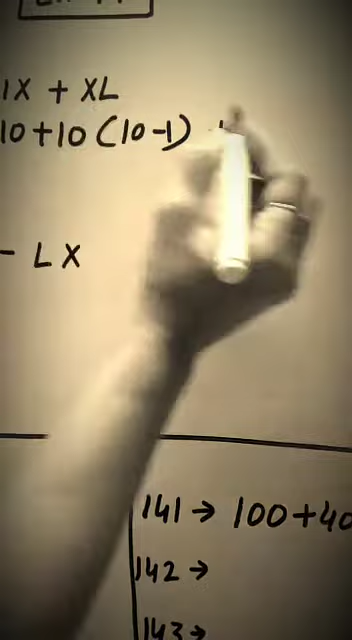 IX + XL
10+10 (10-1) +
- LX
141 → 100+40
142 →
143 →